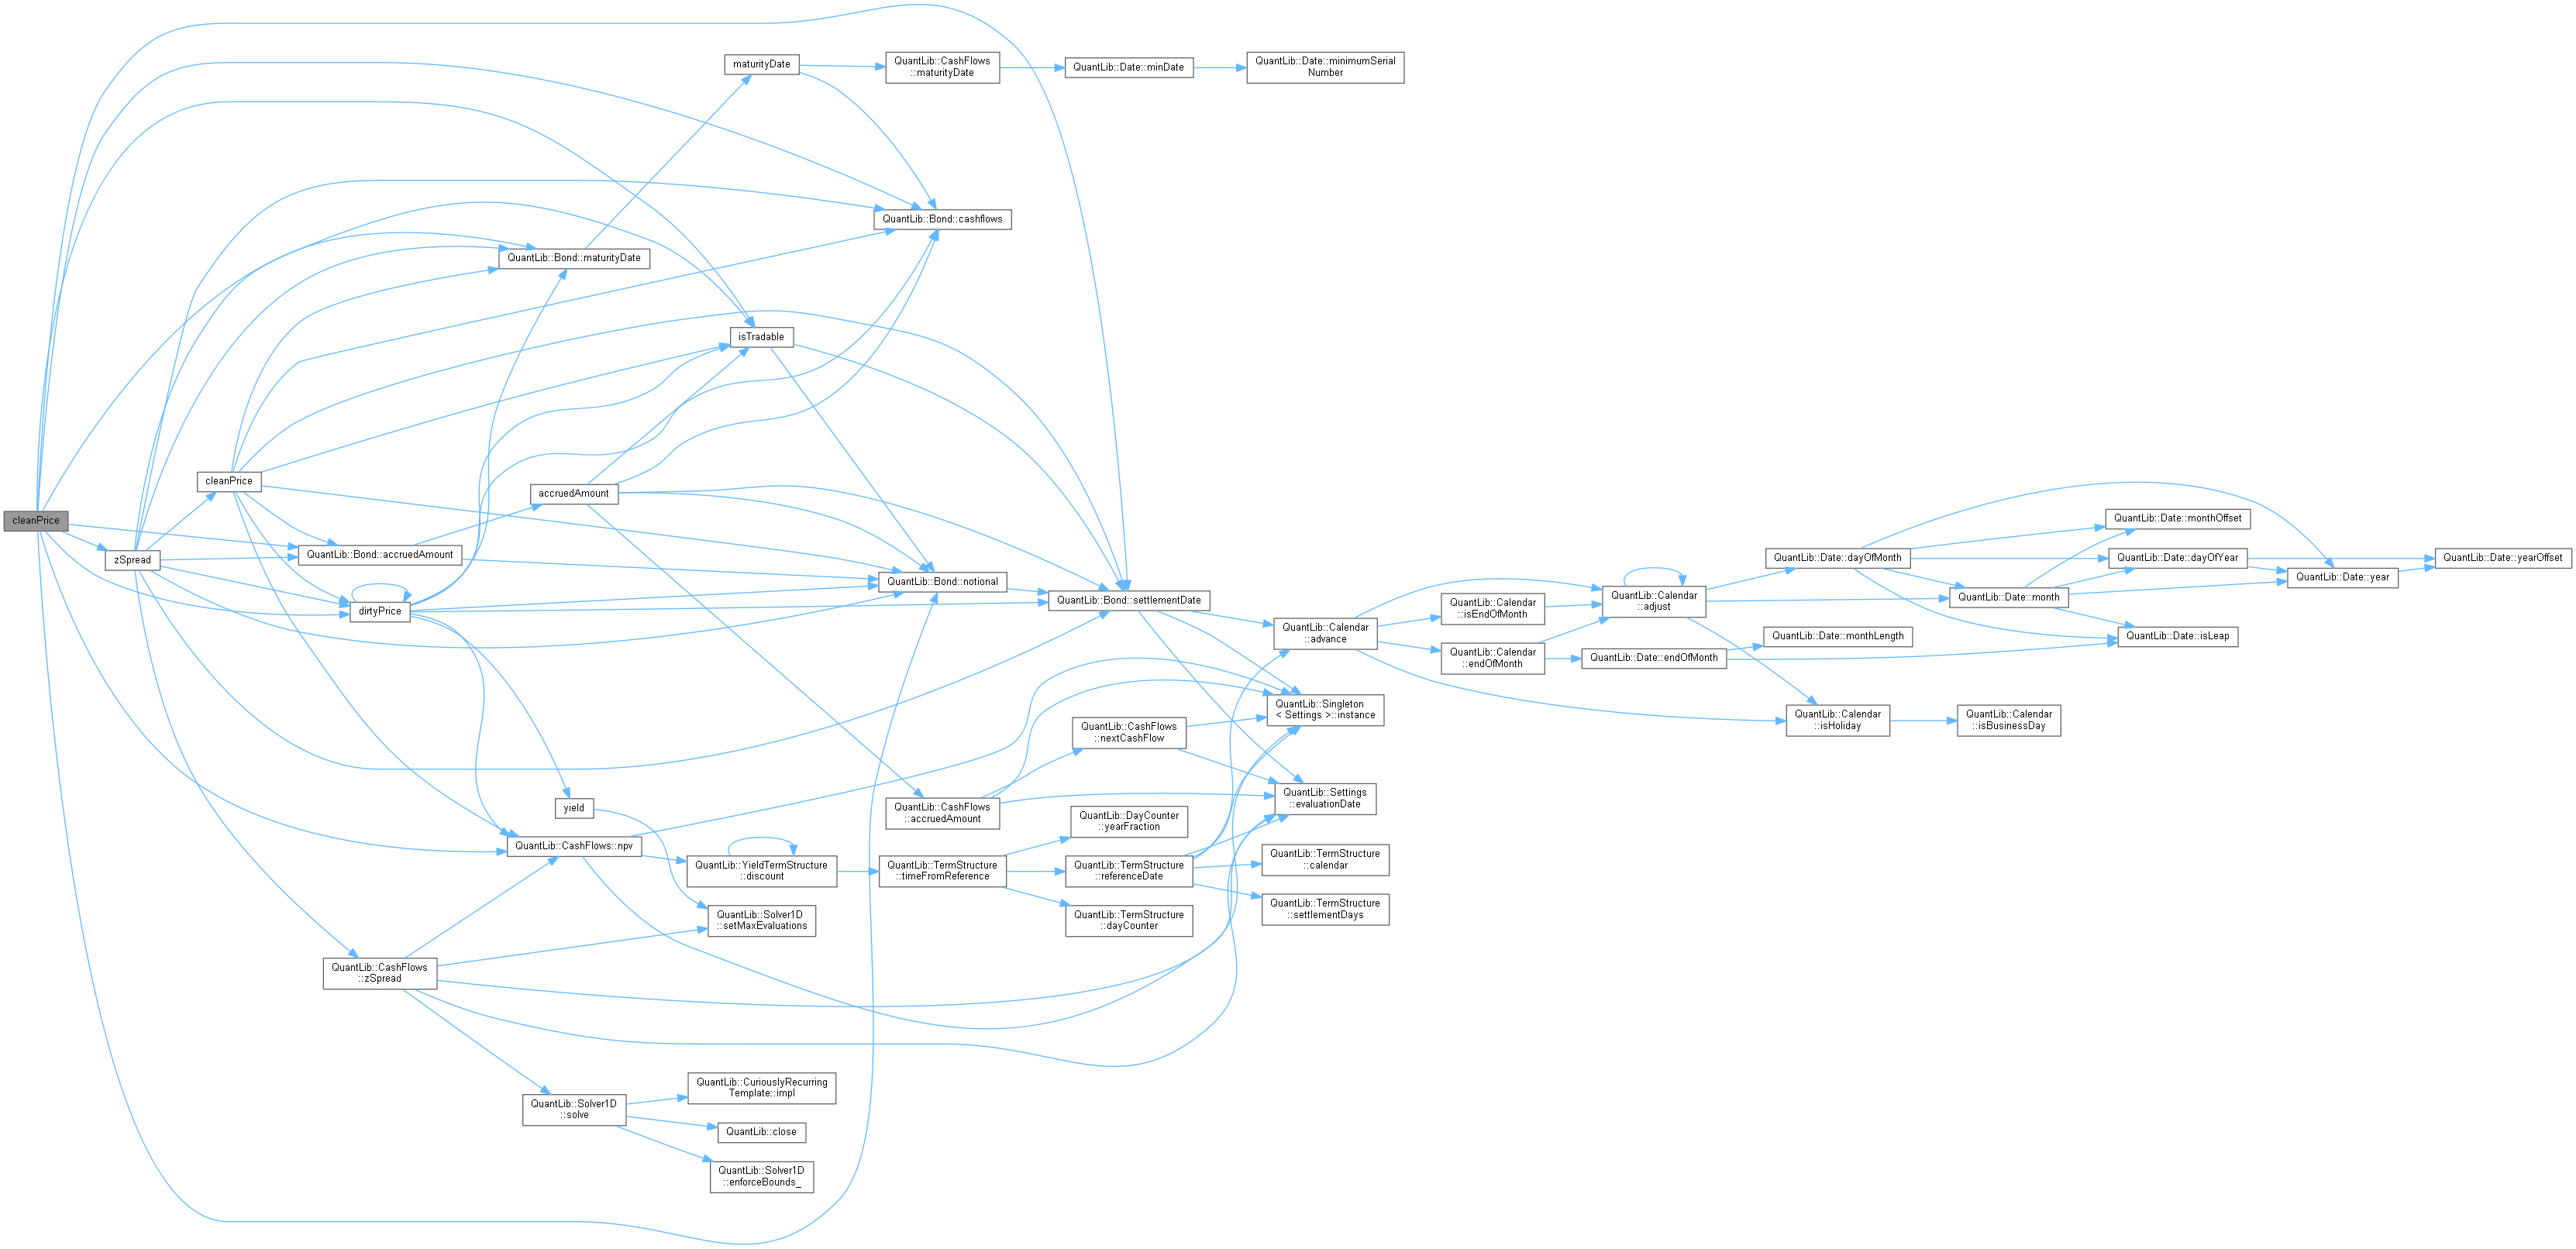 cleanPrice
zSpread
cleanPrice
QuantLib::Bond::accruedAmount
dirtyPrice
QuantLib::CashFlows
::zSpread
QuantLib::Bond::maturityDate
accruedAmount
yield
QuantLib::CashFlows::npv
QuantLib::Solver1D
::solve
maturityDate
isTradable
QuantLib::YieldTermStructure
::discount
QuantLib::Solver1D
::setMaxEvaluations
QuantLib::CuriouslyRecurring
Template::impl
QuantLib::close
QuantLib::Solver1D
::enforceBounds_
QuantLib::CashFlows
::maturityDate
QuantLib::Bond::cashflows
QuantLib::Bond::notional
QuantLib::CashFlows
::accruedAmount
QuantLib::TermStructure
::timeFromReference
QuantLib::Date::minDate
QuantLib::Bond::settlementDate
QuantLib::CashFlows
::nextCashFlow
QuantLib::DayCounter
::yearFraction
QuantLib::TermStructure
::referenceDate
QuantLib::TermStructure
::dayCounter
QuantLib::Date::minimumSerial
Number
QuantLib::Calendar
::advance
QuantLib::Singleton
< Settings >::instance
QuantLib::Settings
::evaluationDate
QuantLib::TermStructure
::calendar
QuantLib::TermStructure
::settlementDays
QuantLib::Calendar
::isEndOfMonth
QuantLib::Calendar
::endOfMonth
QuantLib::Calendar
::adjust
QuantLib::Date::endOfMonth
QuantLib::Date::dayOfMonth
QuantLib::Date::monthLength
QuantLib::Calendar
::isHoliday
QuantLib::Date::month
QuantLib::Calendar
::isBusinessDay
QuantLib::Date::monthOffset
QuantLib::Date::dayOfYear
QuantLib::Date::isLeap
QuantLib::Date::year
QuantLib::Date::yearOffset